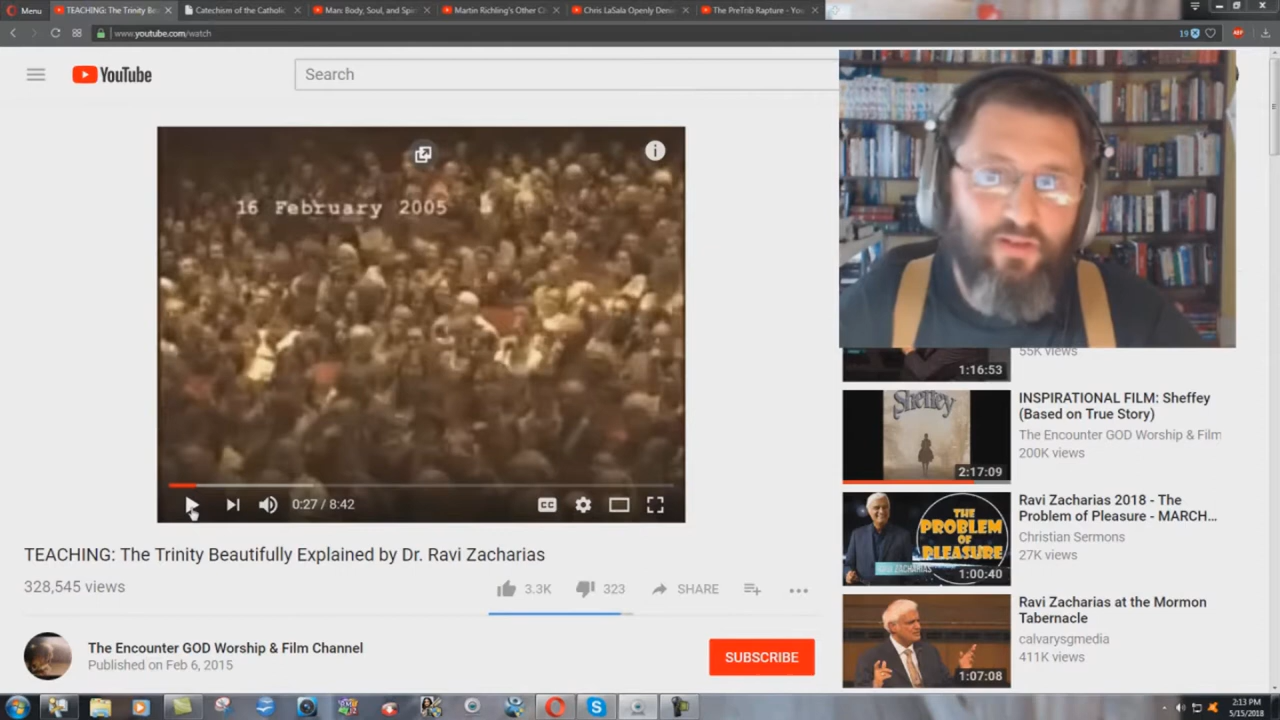 Menu
TEACHING: The Trinity Be
Catechism of the Catholic
Man: Body, Soul, and Spir
Martin Richling's Other C
Chris LaSala Openly Deni
The PreTrib Rapture - You
www.youtube.com/watch
19
ABP
YouTube
Search
16 February 2005
i
0:27 / 8:42
CC
TEACHING: The Trinity Beautifully Explained by Dr. Ravi Zacharias
328,545 views
3.3K
323
SHARE
The Encounter GOD Worship & Film Channel
Published on Feb 6, 2015
SUBSCRIBE
55K views
1:16:53
Sheffey
2:17:09
INSPIRATIONAL FILM: Sheffey
(Based on True Story)
The Encounter GOD Worship & Film
200K views
THE
PROBLEM
OF
PLEASURE
RAVI ZACHARIAS
1:00:40
Ravi Zacharias 2018 - The
Problem of Pleasure - MARCH...
Christian Sermons
27K views
1:07:08
Ravi Zacharias at the Mormon
Tabernacle
calvarysgmedia
411K views
2:13 PM
5/15/2018